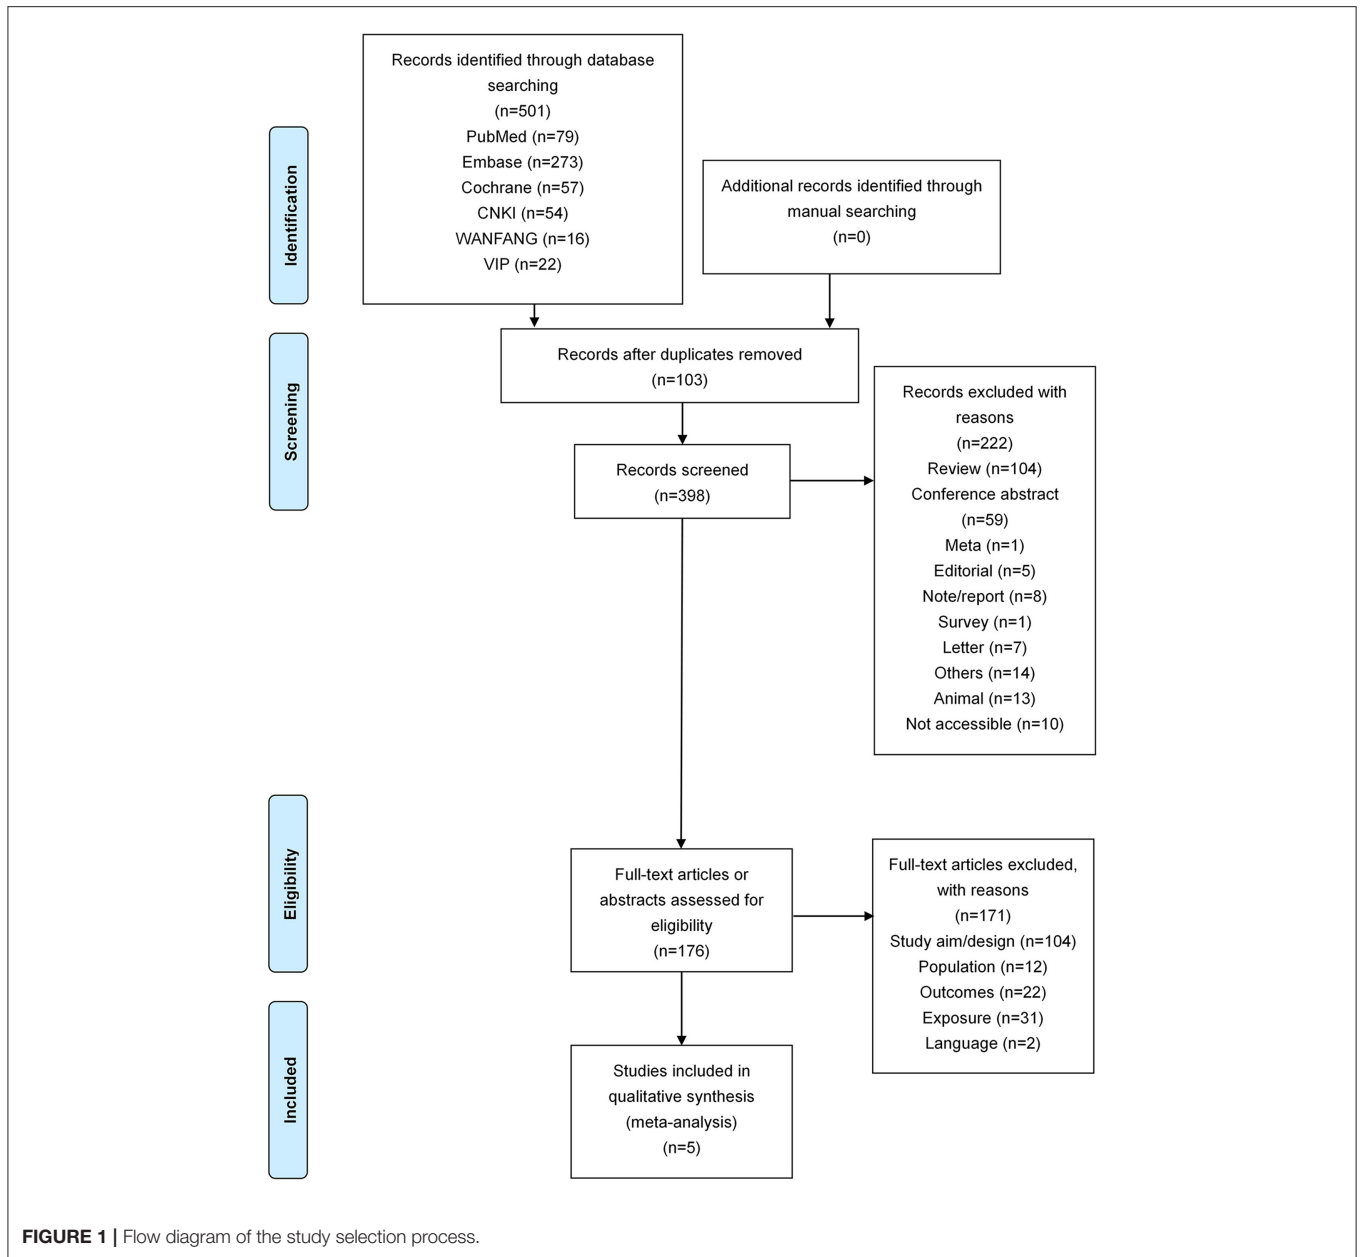 Records identified through database
searching
(n=501)
PubMed (n=79)
Embase (n=273)
Cochrane (n=57)
CNKI (n=54)
WANFANG (n=16)
VIP (n=22)
Identification
Additional records identified through
manual searching
(n=0)
Records after duplicates removed
(n=103)
Screening
Records screened
(n=398)
Records excluded with
reasons
(n=222)
Review (n=104)
Conference abstract
(n=59)
Meta (n=1)
Editorial (n=5)
Note/report (n=8)
Survey (n=1)
Letter (n=7)
Others (n=14)
Animal (n=13)
Not accessible (n=10)
Eligibility
Full-text articles or
abstracts assessed for
eligibility
(n=176)
Full-text articles excluded,
with reasons
(n=171)
Study aim/design (n=104)
Population (n=12)
Outcomes (n=22)
Exposure (n=31)
Language (n=2)
Included
Studies included in
qualitative synthesis
(meta-analysis)
(n=5)
FIGURE 1 | Flow diagram of the study selection process.